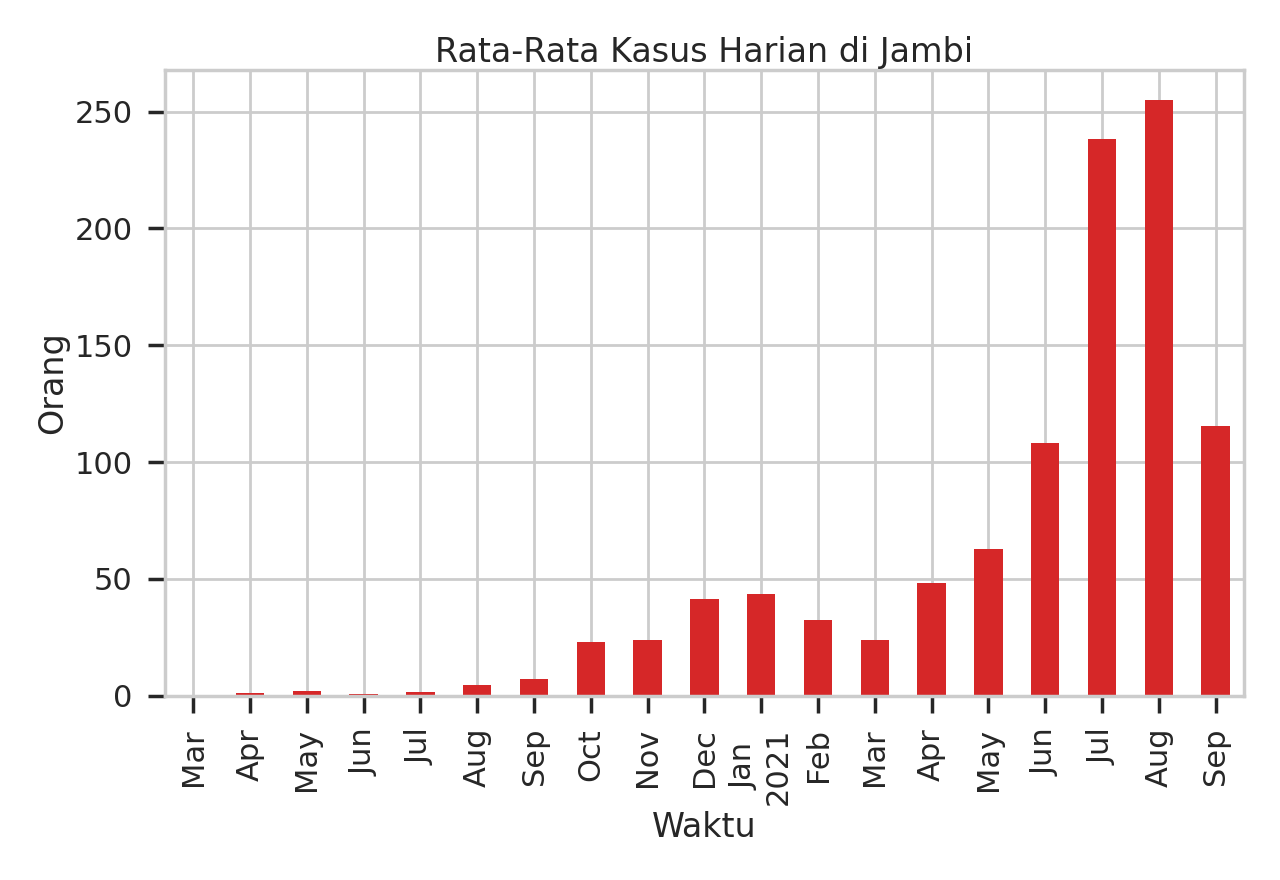 Rata-Rata Kasus Harian di Jambi
Orang
250
200
150
100
50
0
Mar
Apr
May
Jun
Jul
Aug
Sep
Oct
Nov
Dec
Jan
2021
Feb
Mar
Apr
May
Jun
Jul
Aug
Sep
Waktu